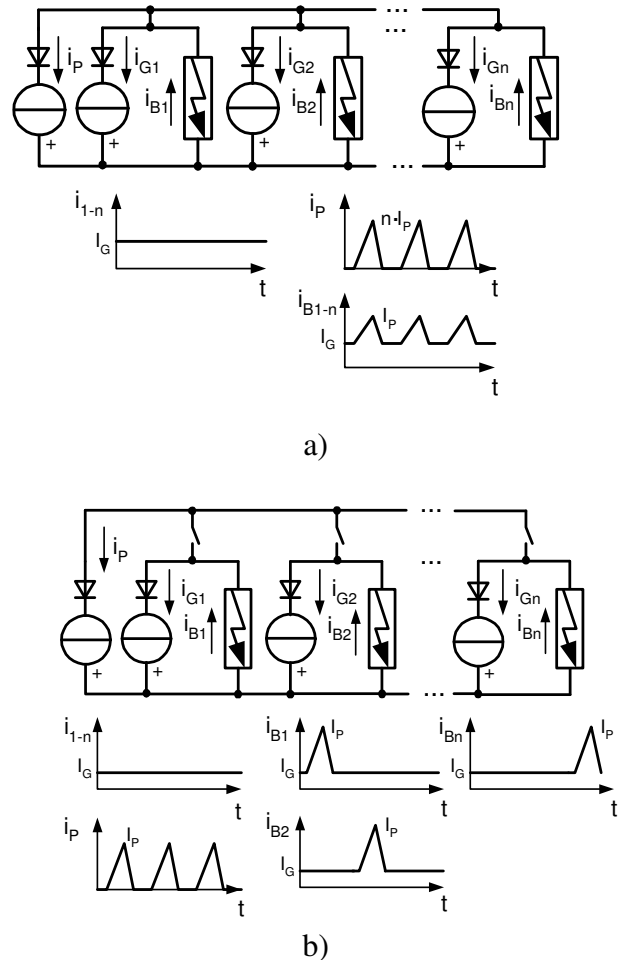 ... ...
i_P i_G1 i_B1 i_G2 i_B2 i_Gn i_Bn
+ + + +
...
i_1-n
I_G
t
i_P n·I_P
t
i_B1-n I_P
I_G
t
a)
...
i_P
...
i_G1 i_B1 i_G2 i_B2 i_Gn i_Bn
+ + + +
...
i_1-n
I_G
t
i_B1 I_P
I_G
t
i_Bn I_P
I_G
t
i_P I_P
t
i_B2 I_P
I_G
t
b)